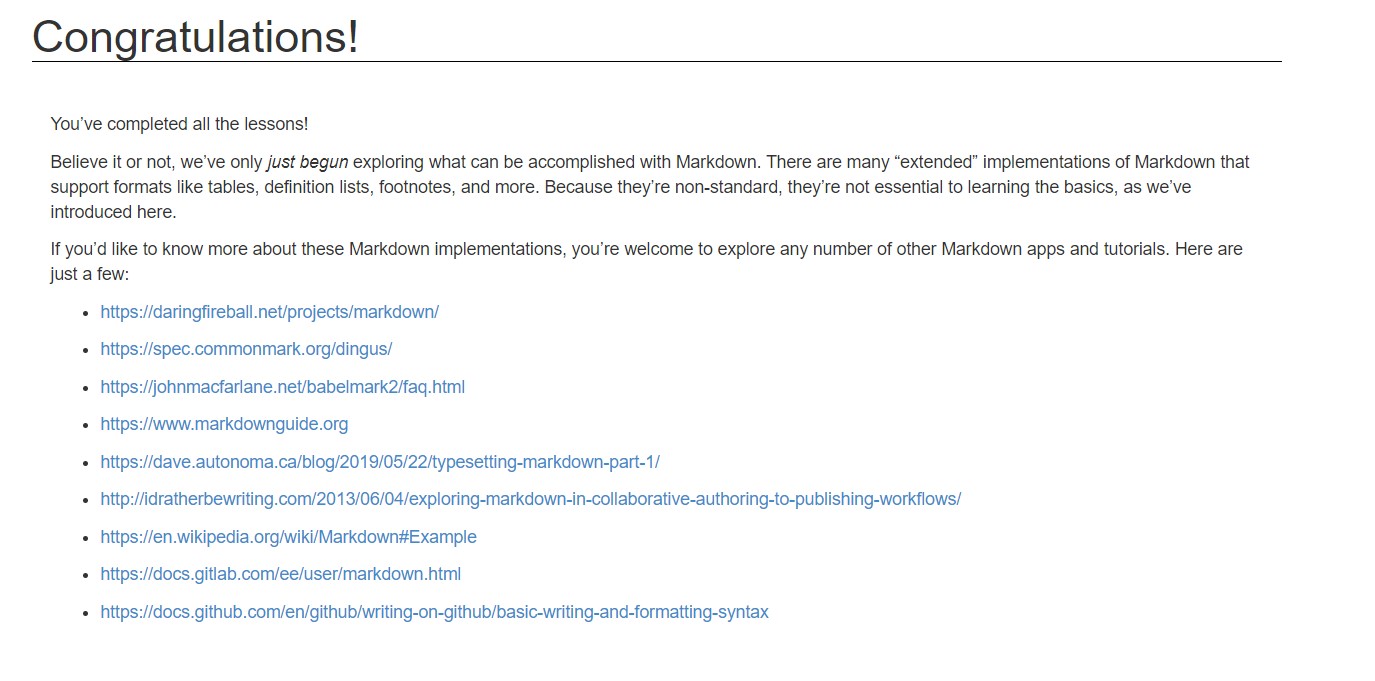 Congratulations!
You’ve completed all the lessons!
Believe it or not, we’ve only just begun exploring what can be accomplished with Markdown. There are many “extended” implementations of Markdown that
support formats like tables, definition lists, footnotes, and more. Because they’re non-standard, they’re not essential to learning the basics, as we’ve
introduced here.
If you’d like to know more about these Markdown implementations, you’re welcome to explore any number of other Markdown apps and tutorials. Here are
just a few:
• https://daringfireball.net/projects/markdown/
• https://spec.commonmark.org/dingus/
• https://johnmacfarlane.net/babelmark2/faq.html
• https://www.markdownguide.org
• https://dave.autonoma.ca/blog/2019/05/22/typesetting-markdown-part-1/
• http://idratherbewriting.com/2013/06/04/exploring-markdown-in-collaborative-authoring-to-publishing-workflows/
• https://en.wikipedia.org/wiki/Markdown#Example
• https://docs.gitlab.com/ee/user/markdown.html
• https://docs.github.com/en/github/writing-on-github/basic-writing-and-formatting-syntax